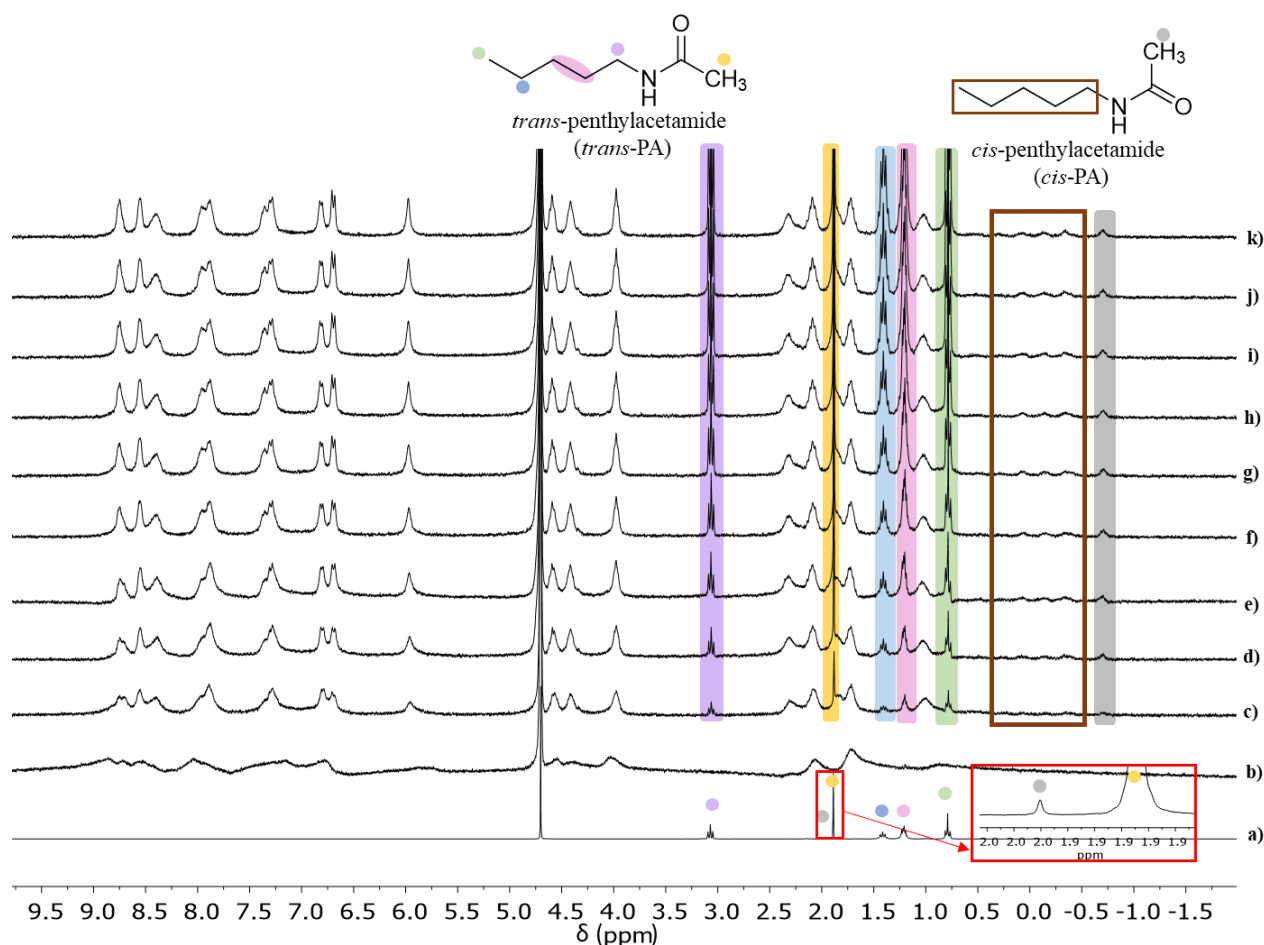 O
N
H
CH3
trans-penthylacetamide
(trans-PA)
CH3
N
H
O
cis-penthylacetamide
(cis-PA)
k)
j)
i)
h)
g)
f)
e)
d)
c)
b)
a)
2.0 2.0 2.0 1.9 1.9 1.9 1.9 1.9
ppm
9.5 9.0 8.5 8.0 7.5 7.0 6.5 6.0 5.5 5.0 4.5 4.0 3.5 3.0 2.5 2.0 1.5 1.0 0.5 0.0 -0.5 -1.0 -1.5
δ (ppm)